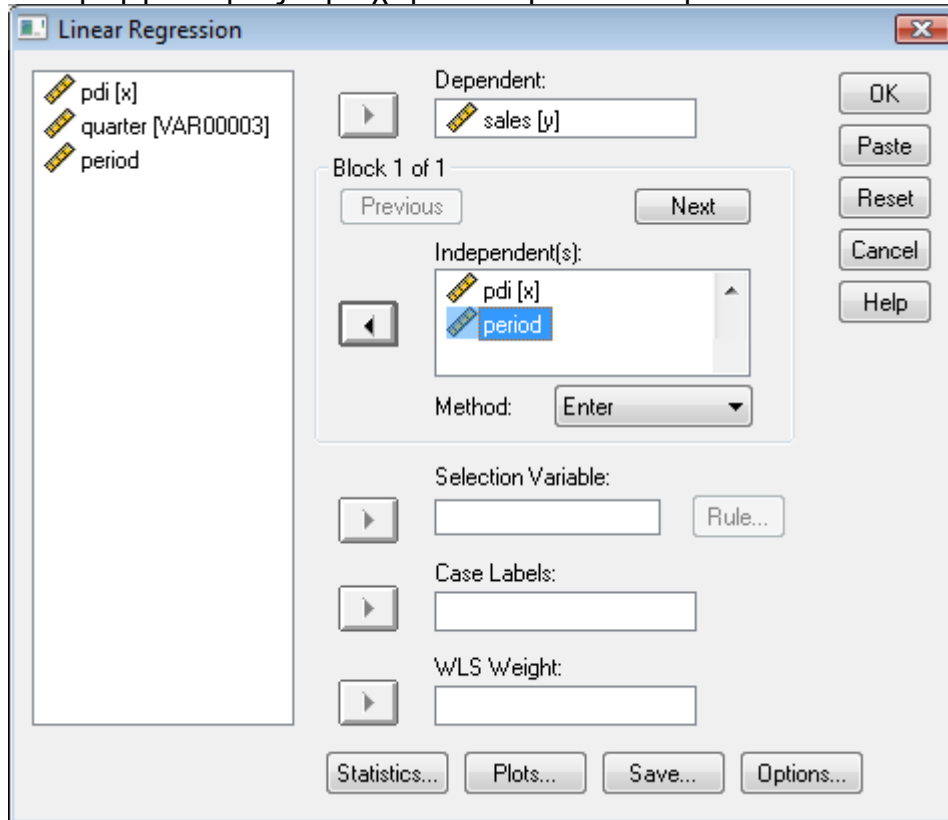 Linear Regression
pdi [x]
quarter [VAR00003]
period
Dependent:
sales [y]
Block 1 of 1
Previous
Next
Independent(s):
pdi [x]
period
Method:
Enter
Selection Variable:
Rule...
Case Labels:
WLS Weight:
Statistics...
Plots...
Save...
Options...
OK
Paste
Reset
Cancel
Help